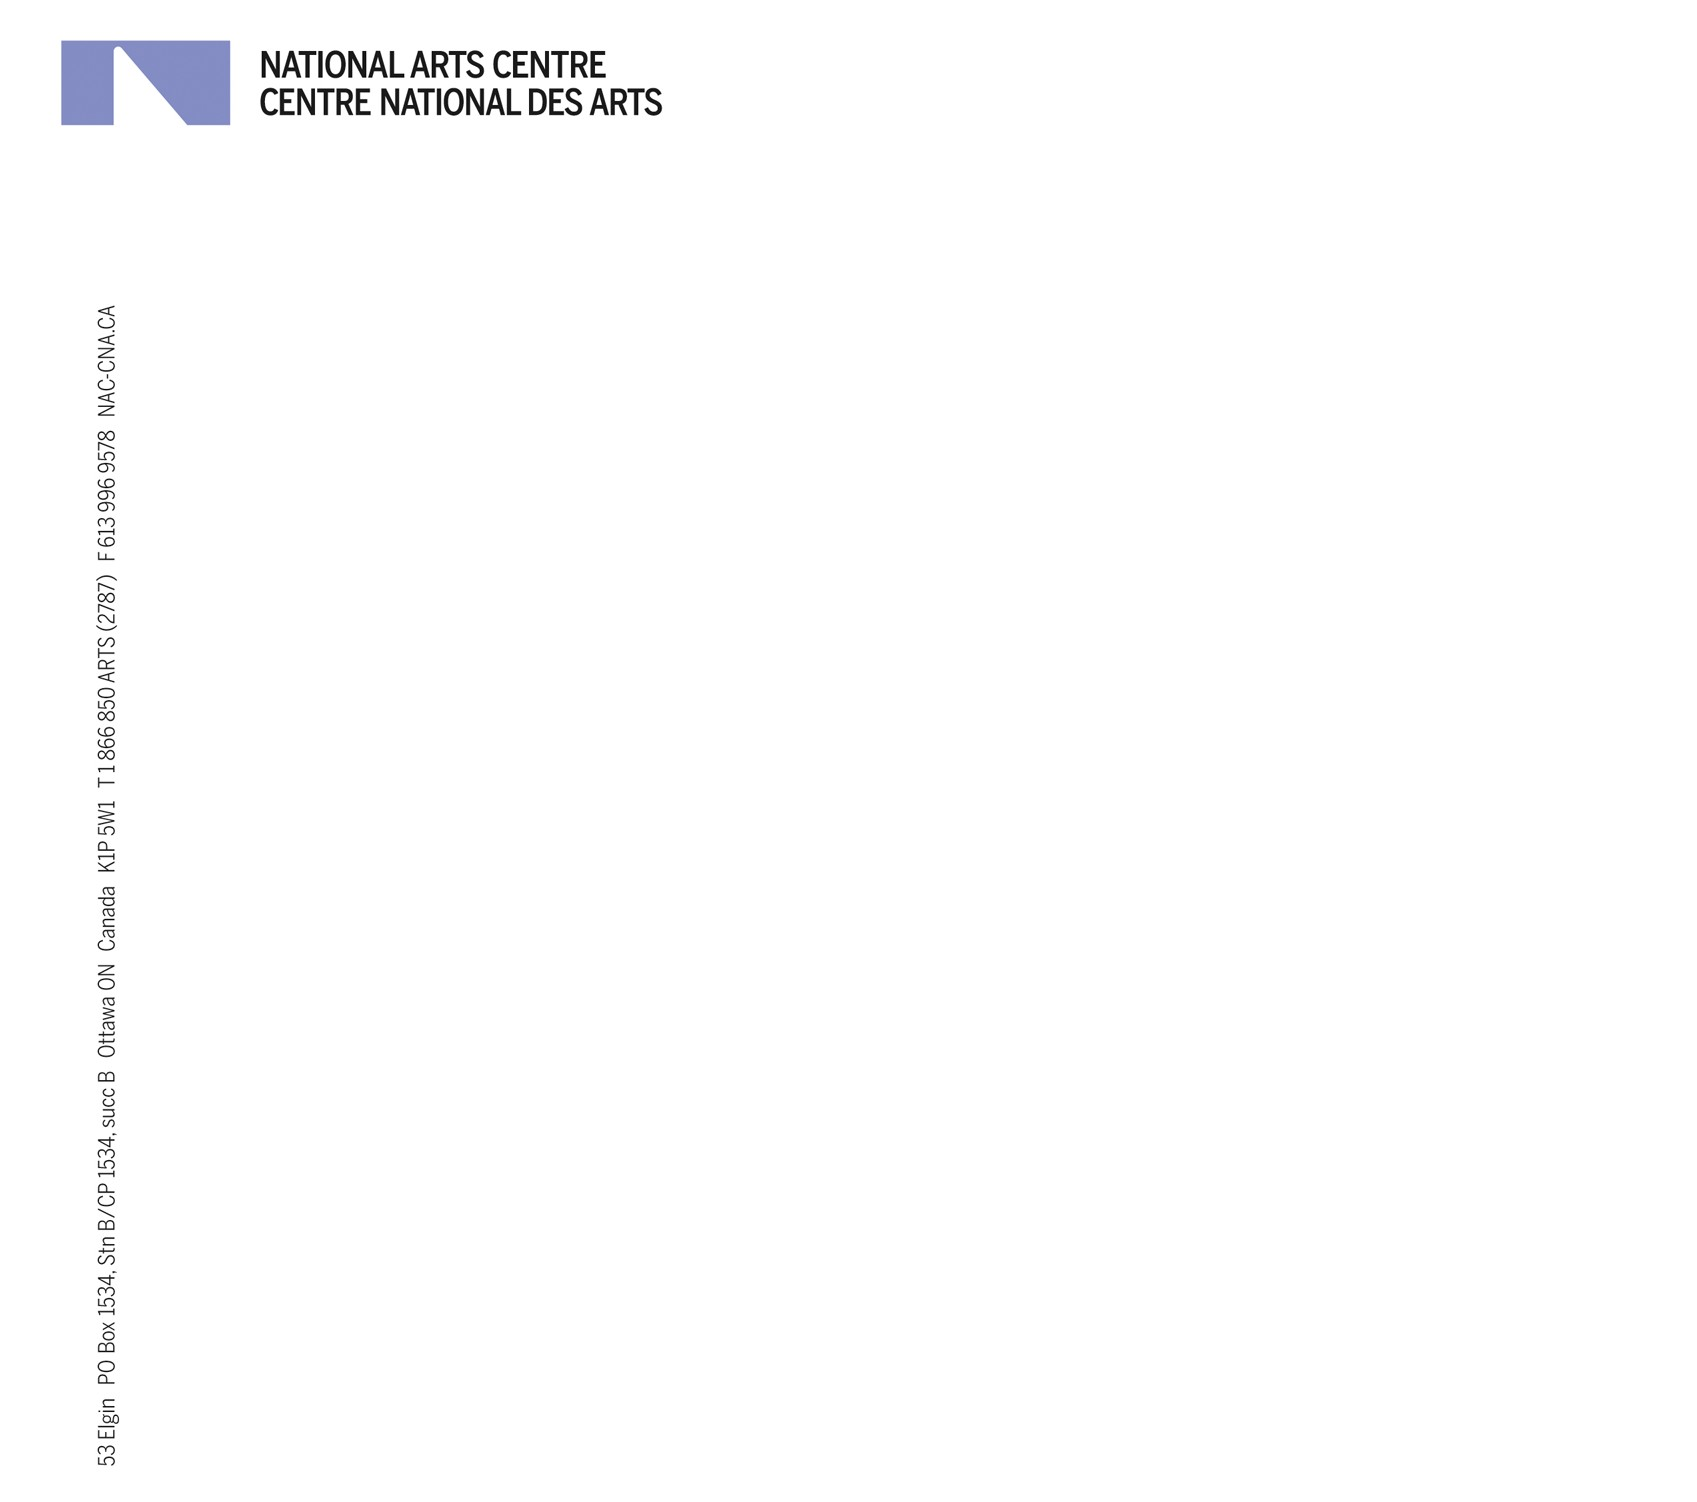 NATIONAL ARTS CENTRE
CENTRE NATIONAL DES ARTS
53 Elgin PO Box 1534, Stn B/CP 1534, succ B Ottawa ON Canada K1P 5W1 T 1 866 850 ARTS (2787) F 613 996 9578 NAC-CNA.CA